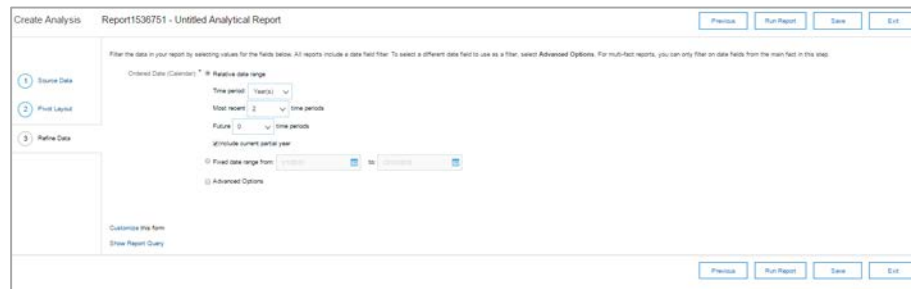 Create Analysis
Report1536751 - Untitled Analytical Report
Previous
Run Report
Save
Exit
Filter the data in your report by selecting values for the fields below. All reports include a date field filter. To select a different date field to use as a filter, select Advanced Options. For multi-fact reports, you can only filter on date fields from the main fact in this step.
1 Source Data
2 Pivot Layout
3 Refine Data
Ordered Date (Calendar) * Relative date range
Time period Year(s)
Most recent 2 time periods
Future 0 time periods
Include current partial year
Fixed date range from: to:
Advanced Options
Customize this form
Show Report Query
Previous
Run Report
Save
Exit